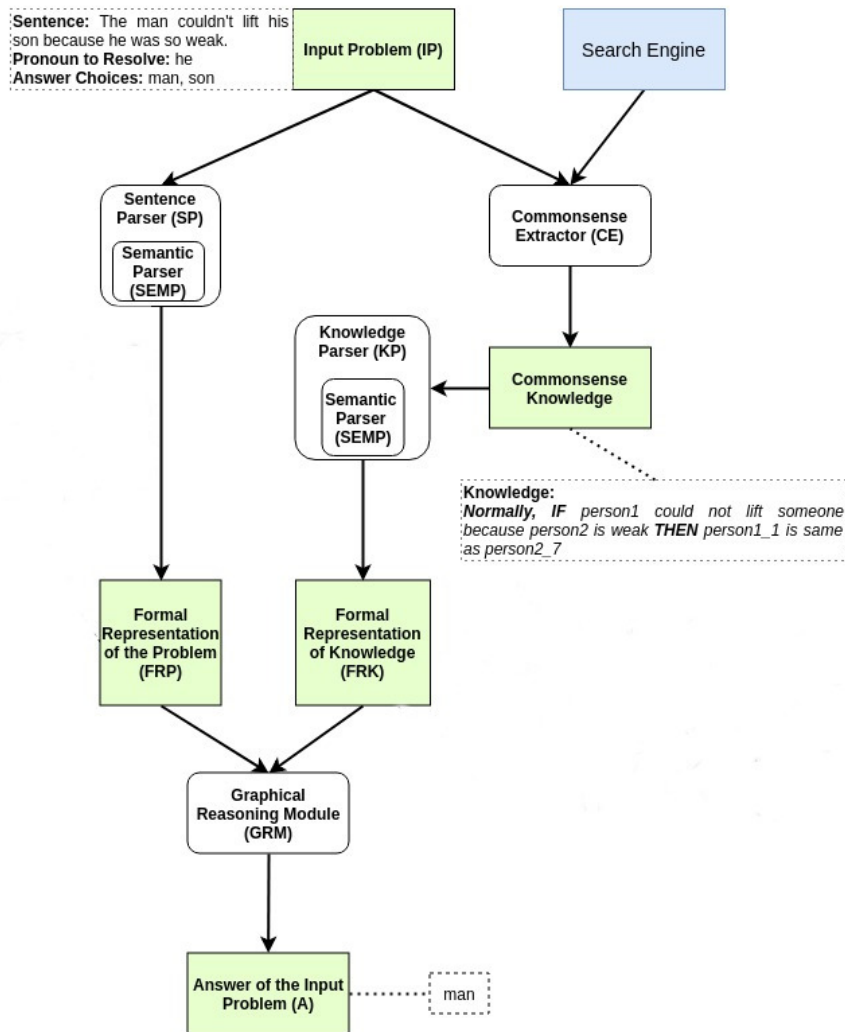 Sentence: The man couldn't lift his
son because he was so weak.
Pronoun to Resolve: he
Answer Choices: man, son
Input Problem (IP)
Search Engine
Sentence
Parser (SP)
Semantic
Parser
(SEMP)
Commonsense
Extractor (CE)
Knowledge
Parser (KP)
Semantic
Parser
(SEMP)
Commonsense
Knowledge
Knowledge:
Normally, IF person1 could not lift someone
because person2 is weak THEN person1_1 is same
as person2_7
Formal
Representation
of the Problem
(FRP)
Formal
Representation
of Knowledge
(FRK)
Graphical
Reasoning Module
(GRM)
Answer of the Input
Problem (A)
man